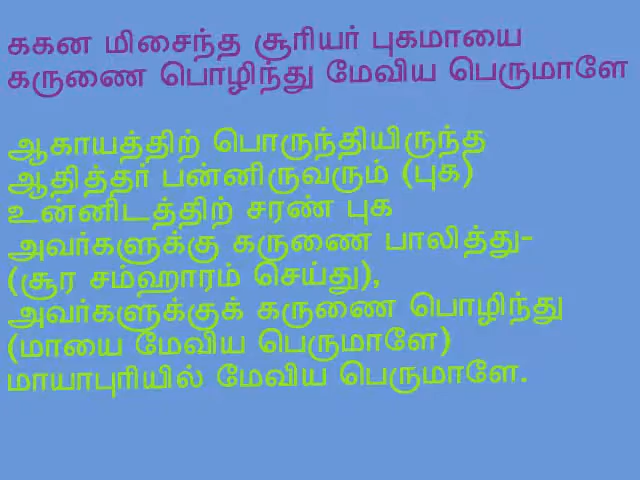 ககன மிசைந்த சூரியர் புகமாயை
கருணை பொழிந்து மேவிய பெருமாளே
ஆகாயத்திற் பொருந்தியிருந்த
ஆதித்தர் பன்னிருவரும் (புக)
உன்னிடத்திற் சரண் புக
அவர்களுக்கு கருணை பாலித்து-
(சூர சம்ஹாரம் செய்து),
அவர்களுக்குக் கருணை பொழிந்து
(மாயை மேவிய பெருமாளே)
மாயாபுரியில் மேவிய பெருமாளே.